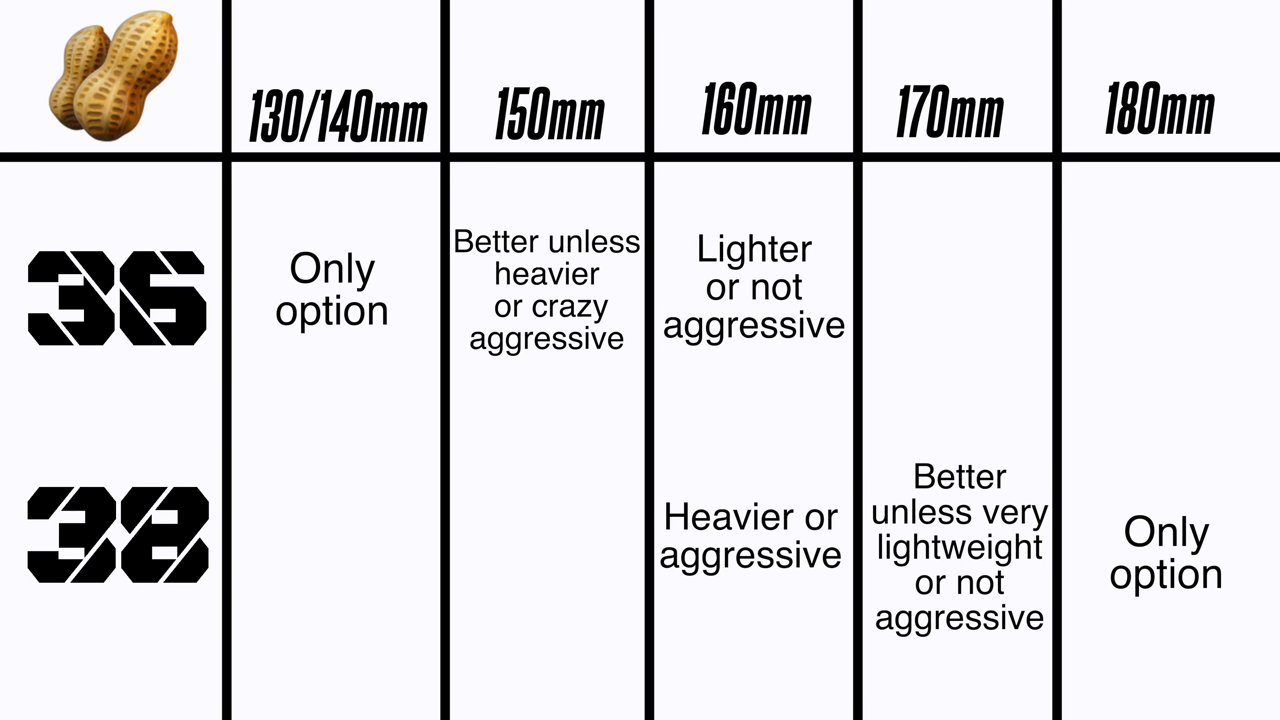 130/140mm
150mm
160mm
170mm
180mm
36
Only
option
Better unless
heavier
or crazy
aggressive
Lighter
or not
aggressive
38
Heavier or
aggressive
Better
unless very
lightweight
or not
aggressive
Only
option